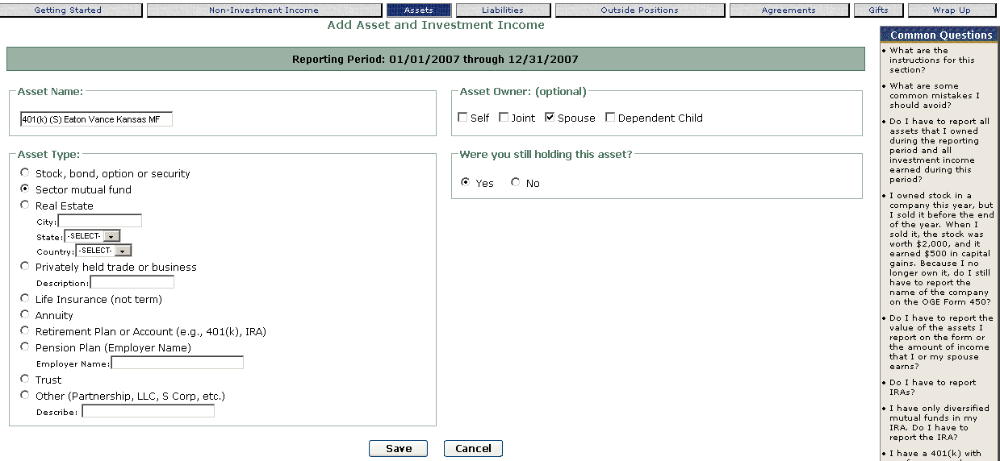 Getting Started Non-Investment Income Assets Liabilities Outside Positions Agreements Gifts Wrap Up
Add Asset and Investment Income
Reporting Period: 01/01/2007 through 12/31/2007
Asset Name:
401(k) (S) Eaton Vance Kansas MF
Asset Owner: (optional)
Self Joint Spouse Dependent Child
Asset Type:
Stock, bond, option or security
Sector mutual fund
Real Estate
City:
State: -SELECT-
Country: -SELECT-
Privately held trade or business
Description:
Life Insurance (not term)
Annuity
Retirement Plan or Account (e.g., 401(k), IRA)
Pension Plan (Employer Name)
Employer Name:
Trust
Other (Partnership, LLC, S Corp, etc.)
Describe:
Were you still holding this asset?
Yes No
Save Cancel
Common Questions
• What are the
instructions for this
section?
• What are some
common mistakes I
should avoid?
• Do I have to report all
assets that I owned
during the reporting
period and all
investment income
earned during this
period?
• I owned stock in a
company this year, but
I sold it before the end
of the year. When I
sold it, the stock was
worth $2,000, and it
earned $500 in capital
gains. Because I no
longer own it, do I still
have to report the
name of the company
on the OGE Form 450?
• Do I have to report the
value of the assets I
report on the form or
the amount of income
that I or my spouse
earns?
• Do I have to report
IRAs?
• I have only diversified
mutual funds in my
IRA. Do I have to
report the IRA?
• I have a 401(k) with